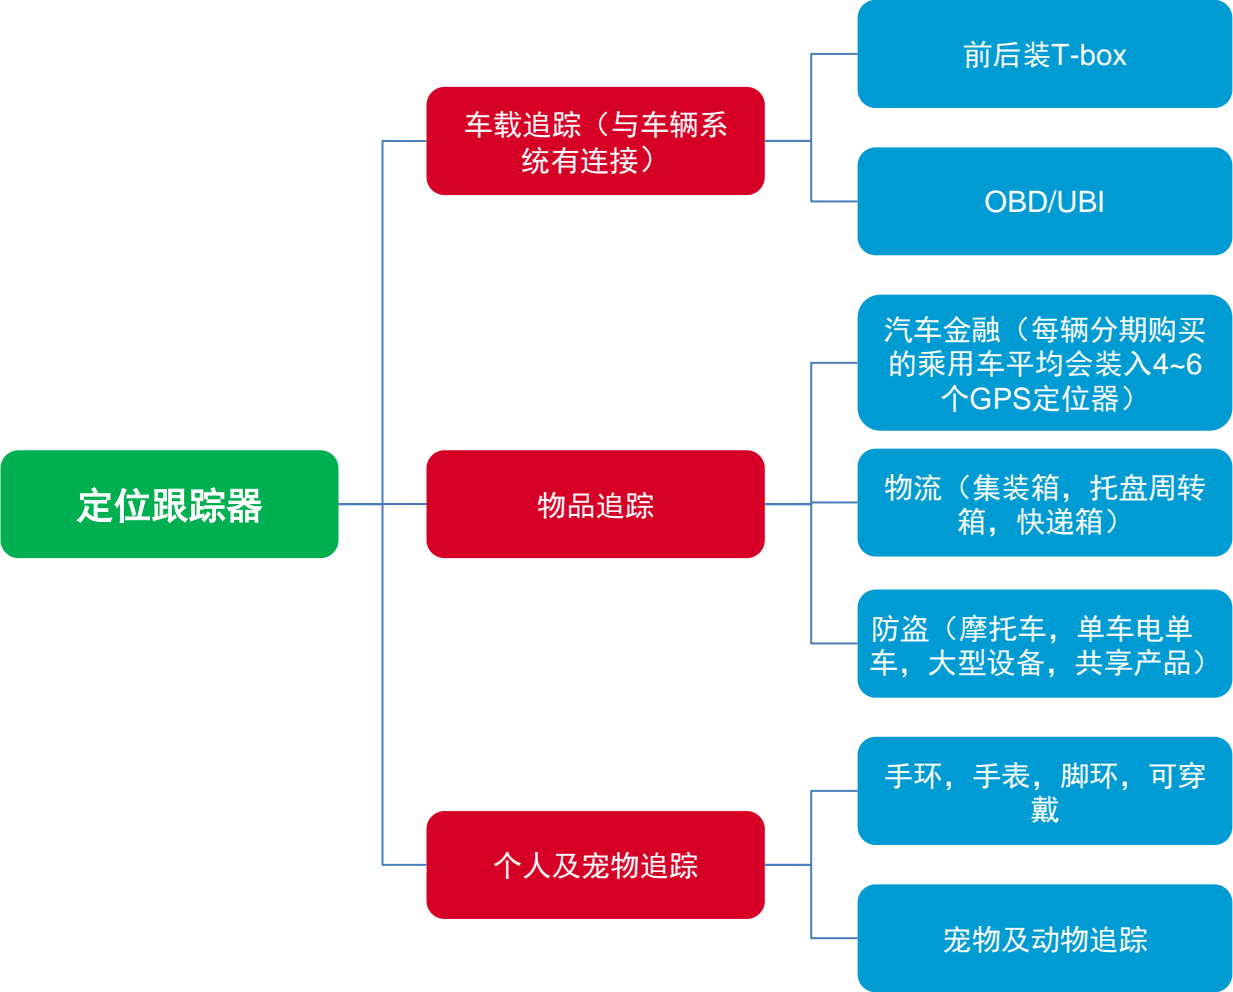 定位跟踪器
车载追踪（与车辆系
统有连接）
前后装T-box
OBD/UBI
物品追踪
汽车金融（每辆分期购买
的乘用车平均会装入4~6
个GPS定位器）
物流（集装箱，托盘周转
箱，快递箱）
防盗（摩托车，单车电单
车，大型设备，共享产品）
个人及宠物追踪
手环，手表，脚环，可穿
戴
宠物及动物追踪